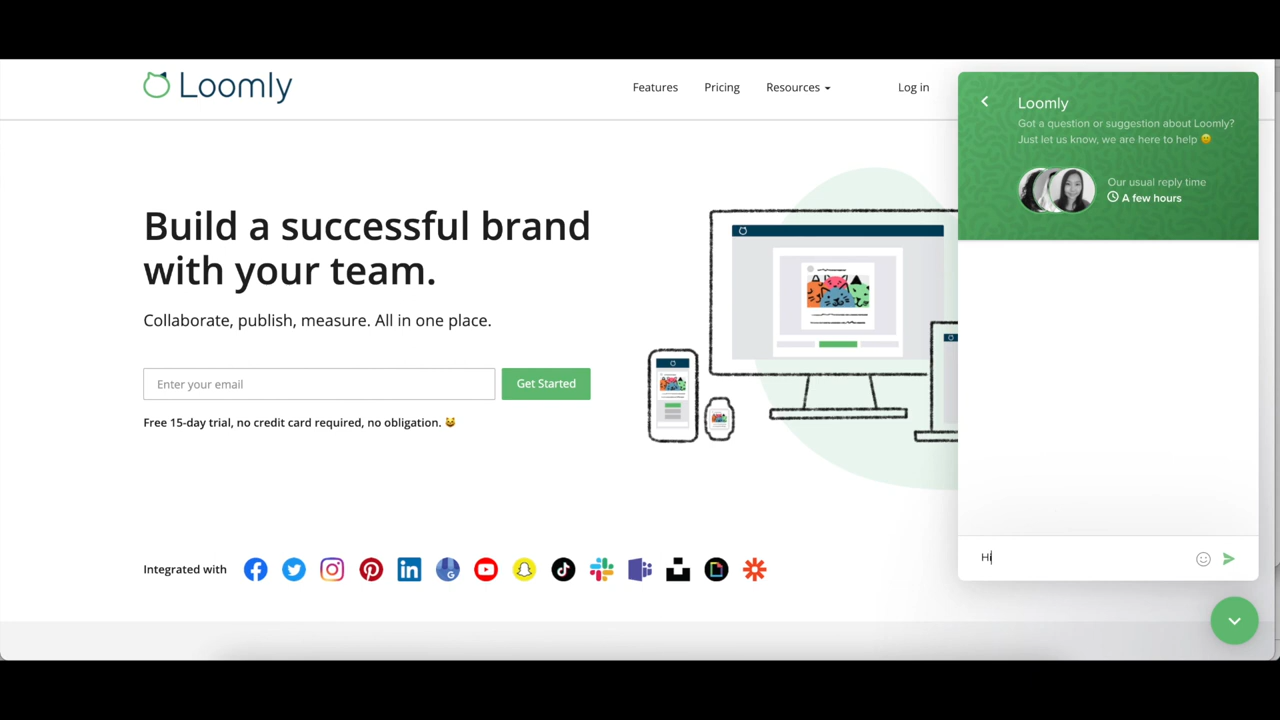 Loomly
Features
Pricing
Resources
Log in
Build a successful brand
with your team.
Collaborate, publish, measure. All in one place.
Enter your email
Get Started
Free 15-day trial, no credit card required, no obligation. 😺
Integrated with
Loomly
Got a question or suggestion about Loomly?
Just let us know, we are here to help 🙂
Our usual reply time
A few hours
Hi